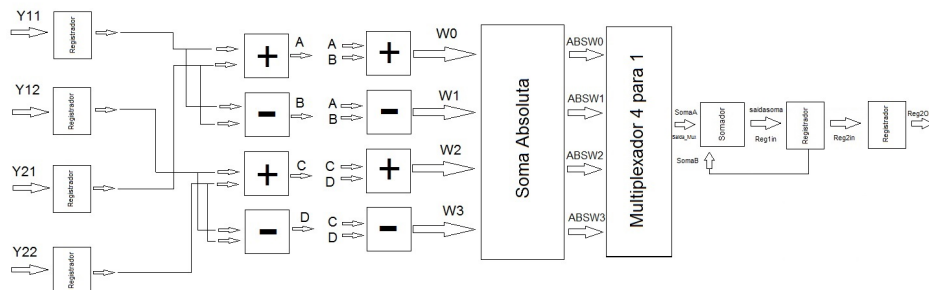 Y11
Registrador
Y12
Registrador
Y21
Registrador
Y22
Registrador
+
A
-
B
+
C
-
D
A
B
+
W0
A
B
-
W1
C
D
+
W2
C
D
-
W3
Soma Absoluta
ABSW0
ABSW1
ABSW2
ABSW3
Multiplexador 4 para 1
SomaA
Saida_Mux
SomaB
Somador
saidasoma
Reg1in
Registrador
Reg2in
Registrador
Reg2O